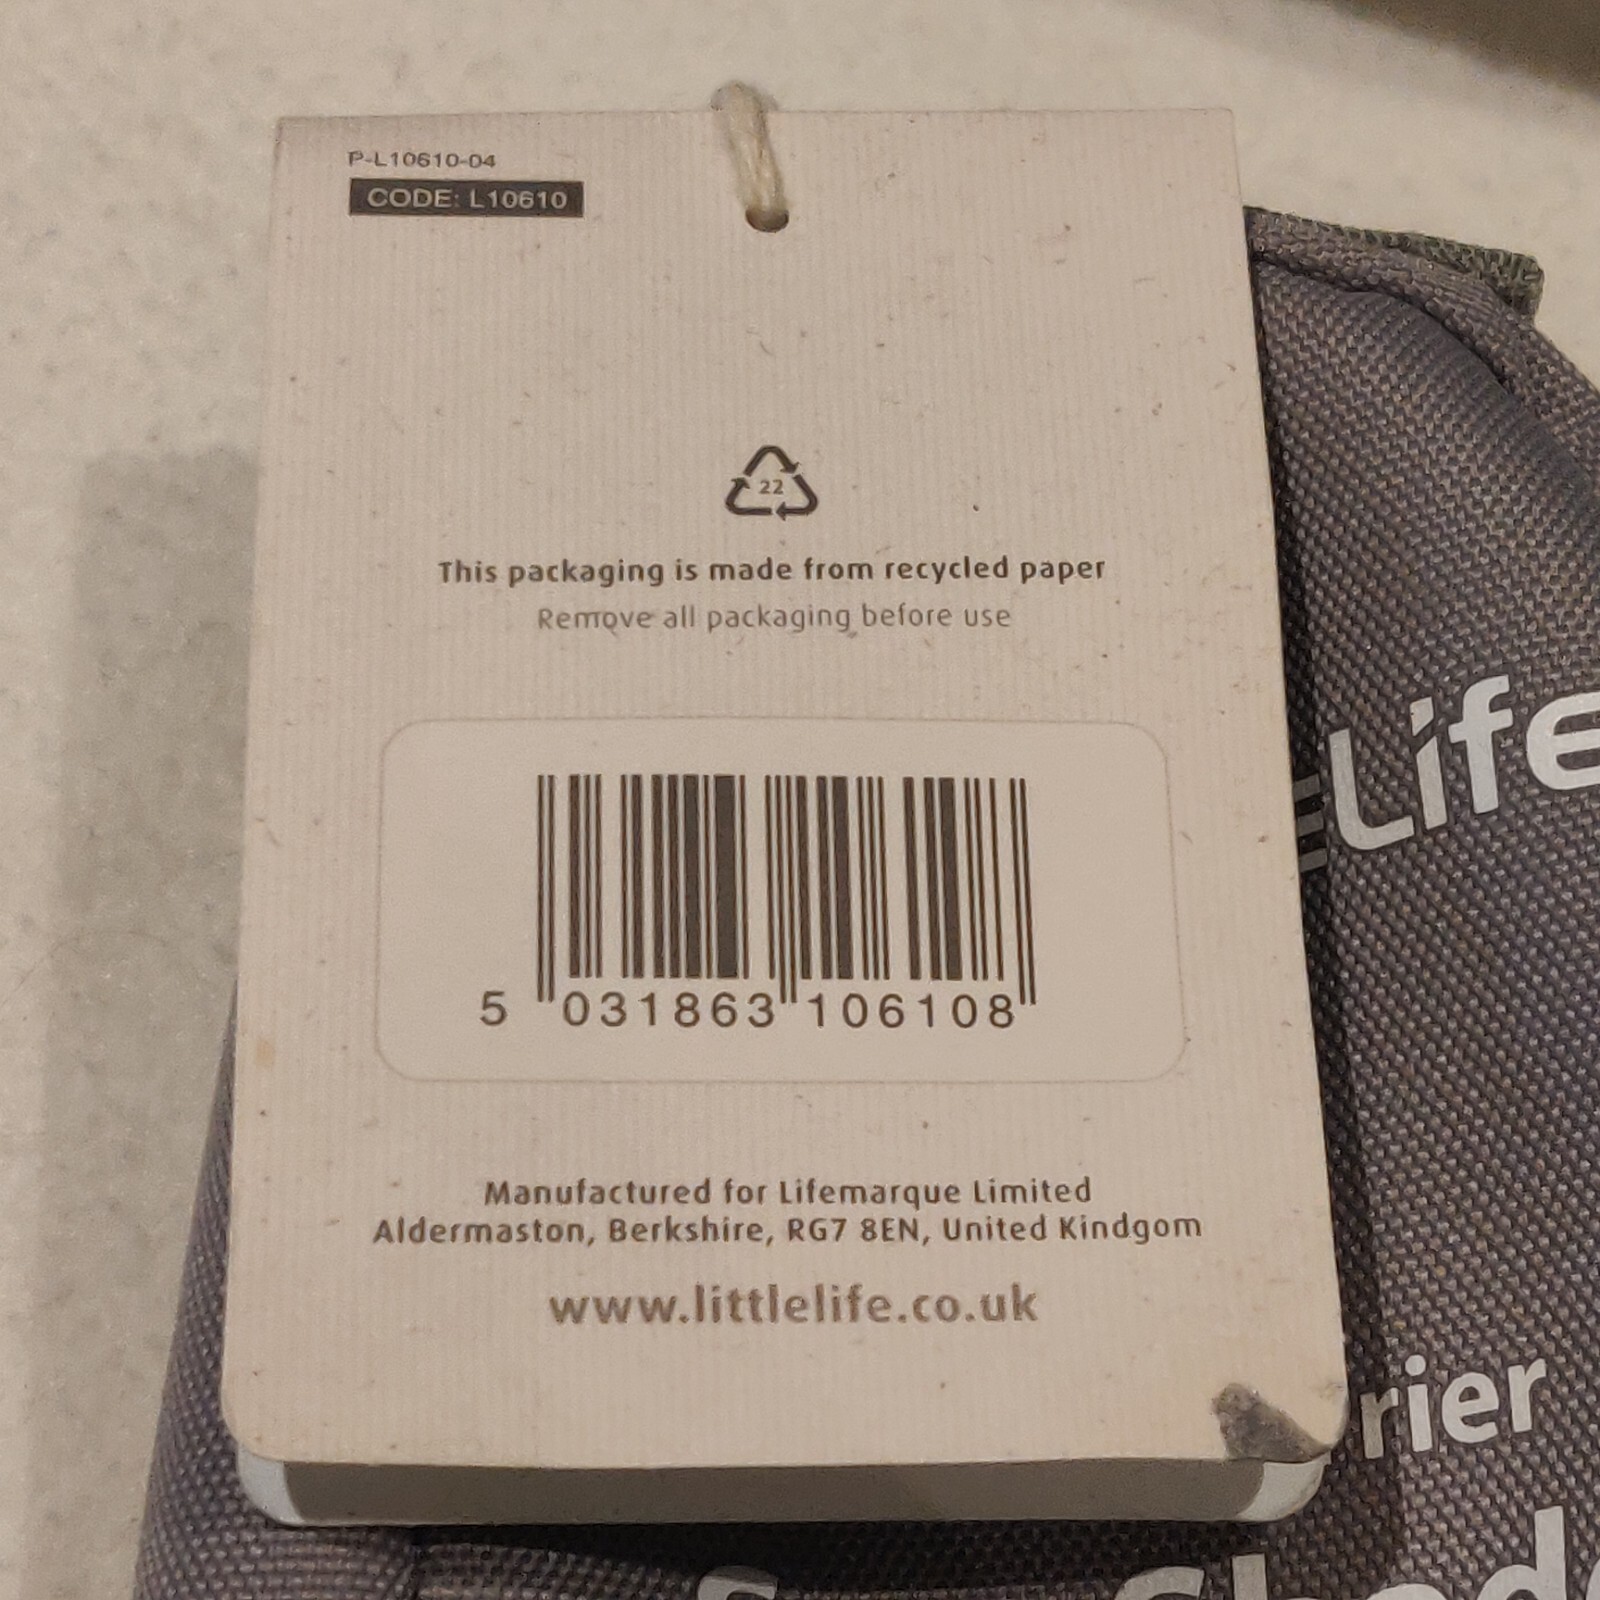 P-L10610-04
CODE: L10610
22
This packaging is made from recycled paper
Remove all packaging before use
5 031863 106108
Manufactured for Lifemarque Limited
Aldermaston, Berkshire, RG7 8EN, United Kindgom
www.littlelife.co.uk
Life
rier